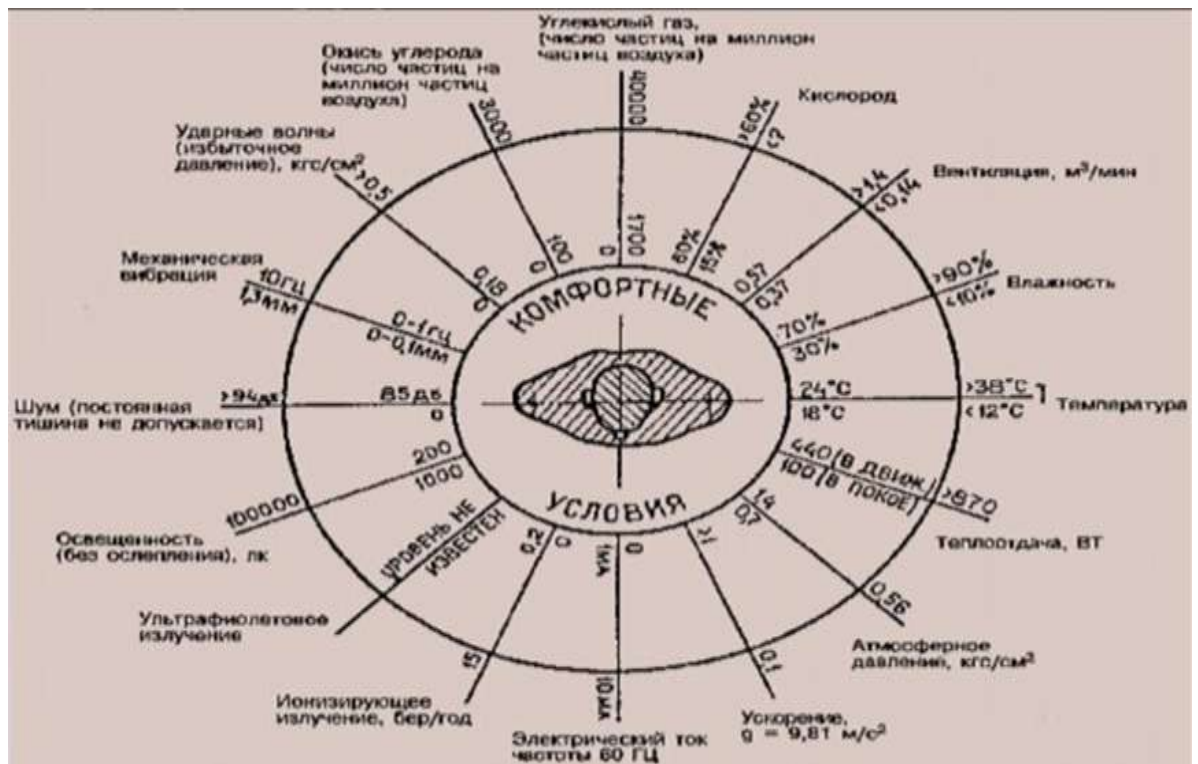 Углекислый газ,
(число частиц на миллион
частиц воздуха)
40000
0
1700
Кислород
>60%
<?
60%
15%
Вентиляция, м³/мин
>1,4
<0,14
0,57
0,37
Влажность
>90%
<10%
70%
30%
Температура
>38°С
<12°С
24°С
18°С
Теплоотдача, ВТ
440 (В ДВИЖ.)
100 (В ПОКОЕ)
>870
Атмосферное
давление, кгс/см²
0,7
0,56
Ускорение,
g = 9,81 м/с²
0,1
Электрический ток
частоты 60 ГЦ
0
1МА
10МА
Ионизирующее
излучение, бер/год
0,2
0
15
Ультрафиолетовое
излучение
УРОВЕНЬ НЕ
ИЗВЕСТЕН
Освещенность
(без ослепления), лк
200
1000
100000
Шум (постоянная
тишина не допускается)
>94дб
85дб
0
Механическая
вибрация
10ГЦ
1,3ММ
0-1ГЦ
0-0,1ММ
Ударные волны
(избыточное
давление), кгс/см²
>0,5
0,18
0
Окись углерода
(число частиц на
миллион частиц
воздуха)
3000
0
100
КОМФОРТНЫЕ
УСЛОВИЯ